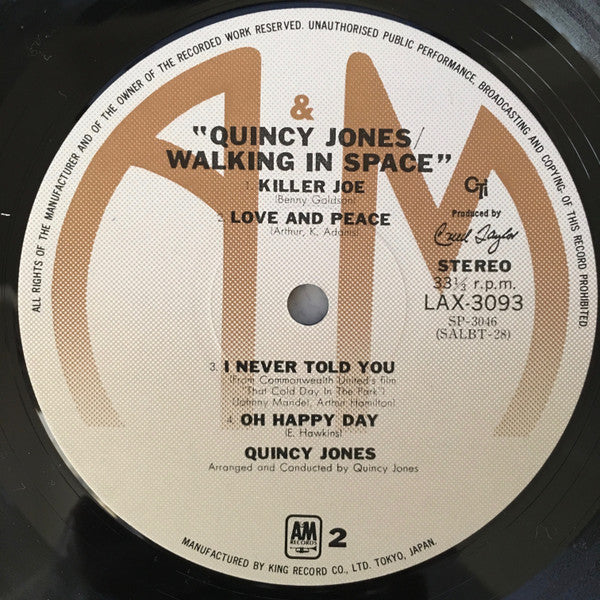 ALL RIGHTS OF THE MANUFACTURER AND OF THE OWNER OF THE RECORDED WORK RESERVED. UNAUTHORISED PUBLIC PERFORMANCE, BROADCASTING AND COPYING OF THIS RECORD PROHIBITED.
&
"QUINCY JONES/
WALKING IN SPACE"
1. KILLER JOE
(Benny Goldson)
2. LOVE AND PEACE
(Arthur, K. Adams)
CTi
Produced by
Creed Taylor
STEREO
33⅓ r.p.m.
LAX-3093
SP-3046
(SALBT-28)
3. I NEVER TOLD YOU
(From Commonwealth United's film
"That Cold Day In The Park")
(Johnny Mandel, Arthur Hamilton)
4. OH HAPPY DAY
(E. Hawkins)
QUINCY JONES
Arranged and Conducted by Quincy Jones
AM
RECORDS
2
MANUFACTURED BY KING RECORD CO., LTD. TOKYO, JAPAN.